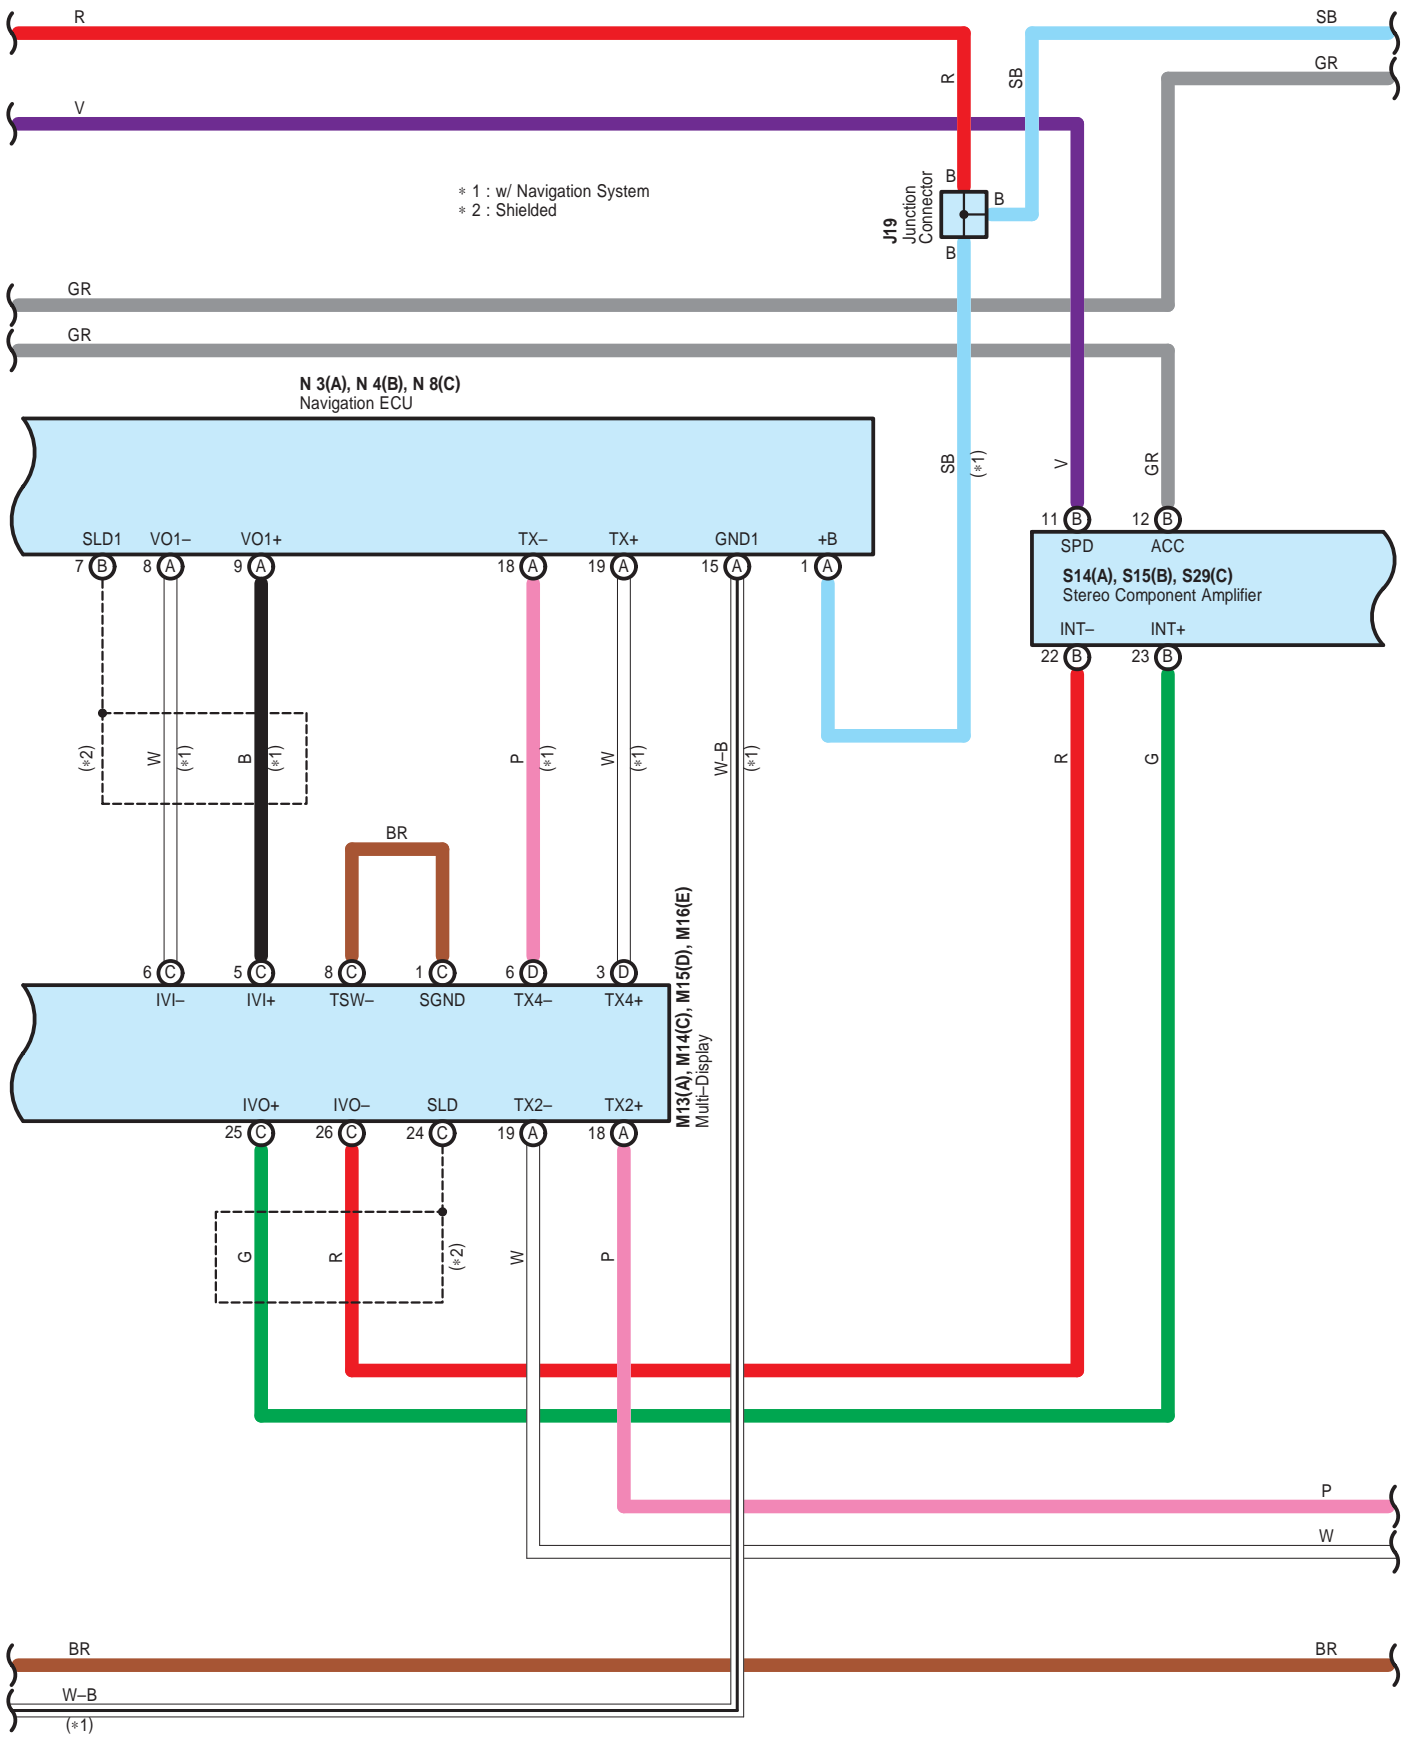 R
SB
GR
R
SB
V
* 1 : w/ Navigation System
* 2 : Shielded
B
B
B
J19
Junction
Connector
GR
GR
N 3(A), N 4(B), N 8(C)
Navigation ECU
SB
(*1)
V
GR
SLD1 VO1– VO1+ TX– TX+ GND1 +B
7 B 8 A 9 A 18 A 19 A 15 A 1 A
11 B 12 B
SPD ACC
S14(A), S15(B), S29(C)
Stereo Component Amplifier
INT– INT+
22 B 23 B
(*2)
W
(*1)
B
(*1)
P
(*1)
W
(*1)
W–B
(*1)
R
G
BR
6 C 5 C 8 C 1 C 6 D 3 D
IVI– IVI+ TSW– SGND TX4– TX4+
M13(A), M14(C), M15(D), M16(E)
Multi–Display
IVO+ IVO– SLD TX2– TX2+
25 C 26 C 24 C 19 A 18 A
G
R
(*2)
W
P
P
W
BR
BR
W–B
(*1)